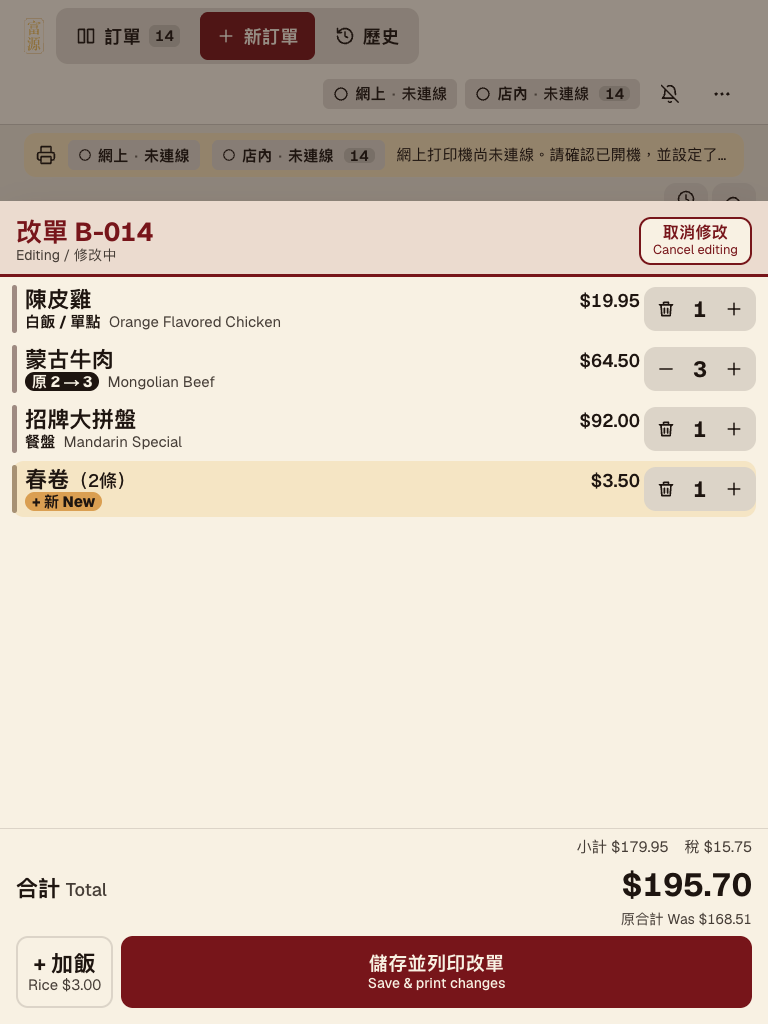 富源
訂單 14
新訂單
歷史
網上 · 未連線
店內 · 未連線 14
網上 · 未連線
店內 · 未連線 14
網上打印機尚未連線。請確認已開機，並設定了…
改單 B-014
Editing / 修改中
取消修改
Cancel editing
陳皮雞
白飯 / 單點 Orange Flavored Chicken
$19.95
1
蒙古牛肉
原 2 → 3 Mongolian Beef
$64.50
3
招牌大拼盤
餐盤 Mandarin Special
$92.00
1
春卷（2條）
+ 新 New
$3.50
1
小計 $179.95 稅 $15.75
合計 Total
$195.70
原合計 Was $168.51
+ 加飯
Rice $3.00
儲存並列印改單
Save & print changes